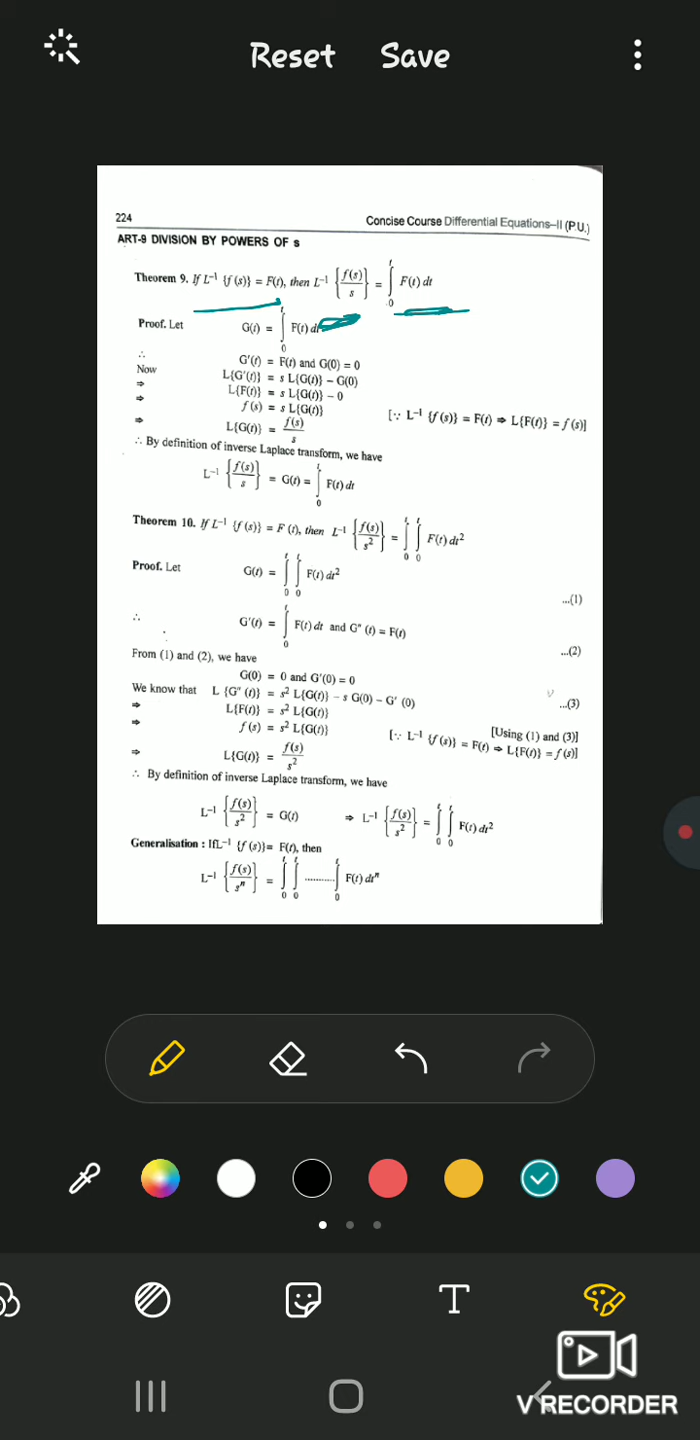 Reset Save
224 Concise Course Differential Equations–II (P.U.)
ART-9 DIVISION BY POWERS OF s
Theorem 9. If L⁻¹ {f(s)} = F(t), then L⁻¹ {f(s)/s} = ∫₀ᵗ F(t) dt
Proof. Let G(t) = ∫₀ᵗ F(t) dt
∴ G′(t) = F(t) and G(0) = 0
Now L{G′(t)} = s L{G(t)} – G(0)
⇒ L{F(t)} = s L{G(t)} – 0
⇒ f(s) = s L{G(t)} [∵ L⁻¹ {f(s)} = F(t) ⇒ L{F(t)} = f(s)]
⇒ L{G(t)} = f(s)/s
∴ By definition of inverse Laplace transform, we have
L⁻¹ {f(s)/s} = G(t) = ∫₀ᵗ F(t) dt
Theorem 10. If L⁻¹ {f(s)} = F(t), then L⁻¹ {f(s)/s²} = ∫₀ᵗ ∫₀ᵗ F(t) dt²
Proof. Let G(t) = ∫₀ᵗ ∫₀ᵗ F(t) dt² ...(1)
∴ G′(t) = ∫₀ᵗ F(t) dt and G″(t) = F(t) ...(2)
From (1) and (2), we have
G(0) = 0 and G′(0) = 0 ...(3)
We know that L {G″(t)} = s² L{G(t)} – s G(0) – G′(0)
⇒ L{F(t)} = s² L{G(t)} [Using (1) and (3)]
⇒ f(s) = s² L{G(t)} [∵ L⁻¹ {f(s)} = F(t) ⇒ L{F(t)} = f(s)]
⇒ L{G(t)} = f(s)/s²
∴ By definition of inverse Laplace transform, we have
L⁻¹ {f(s)/s²} = G(t) ⇒ L⁻¹ {f(s)/s²} = ∫₀ᵗ ∫₀ᵗ F(t) dt²
Generalisation : IfL⁻¹ {f(s)}= F(t), then
L⁻¹ {f(s)/sⁿ} = ∫₀ᵗ ∫₀ᵗ .......... ∫₀ᵗ F(t) dtⁿ
T
V RECORDER